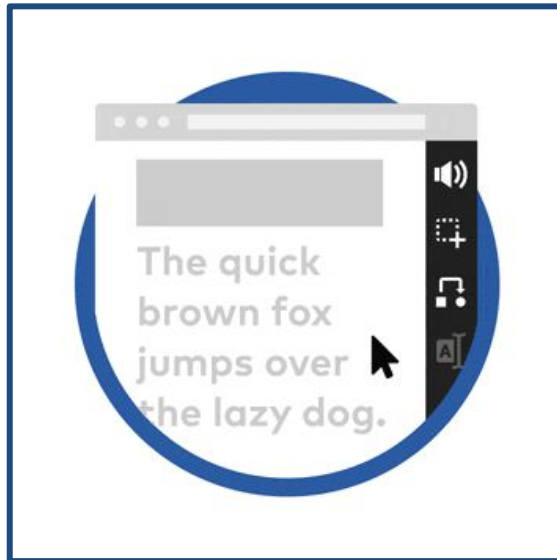 The quick
brown fox
jumps over
the lazy dog.
A